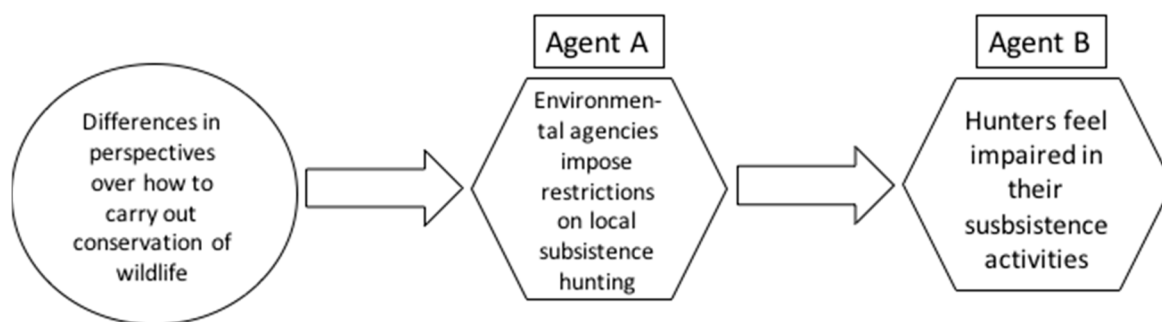 Differences in
perspectives
over how to
carry out
conservation of
wildlife
Agent A
Environmen-
tal agencies
impose
restrictions
on local
subsistence
hunting
Agent B
Hunters feel
impaired in
their
susbsistence
activities